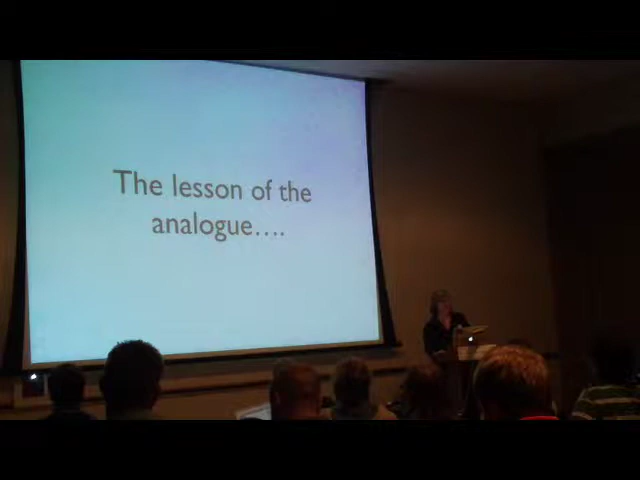 The lesson of the
analogue....